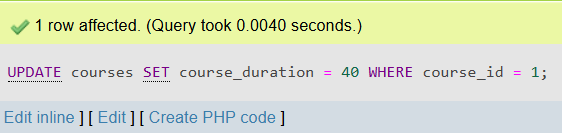 1 row affected. (Query took 0.0040 seconds.)
UPDATE courses SET course_duration = 40 WHERE course_id = 1;
Edit inline ] [ Edit ] [ Create PHP code ]